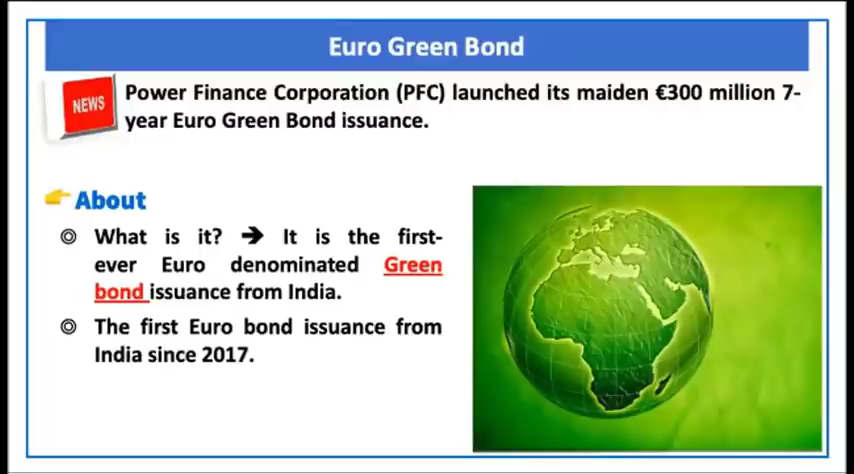 Euro Green Bond
NEWS
Power Finance Corporation (PFC) launched its maiden €300 million 7-
year Euro Green Bond issuance.
About
What is it? ➔ It is the first-
ever Euro denominated Green
bond issuance from India.
The first Euro bond issuance from
India since 2017.